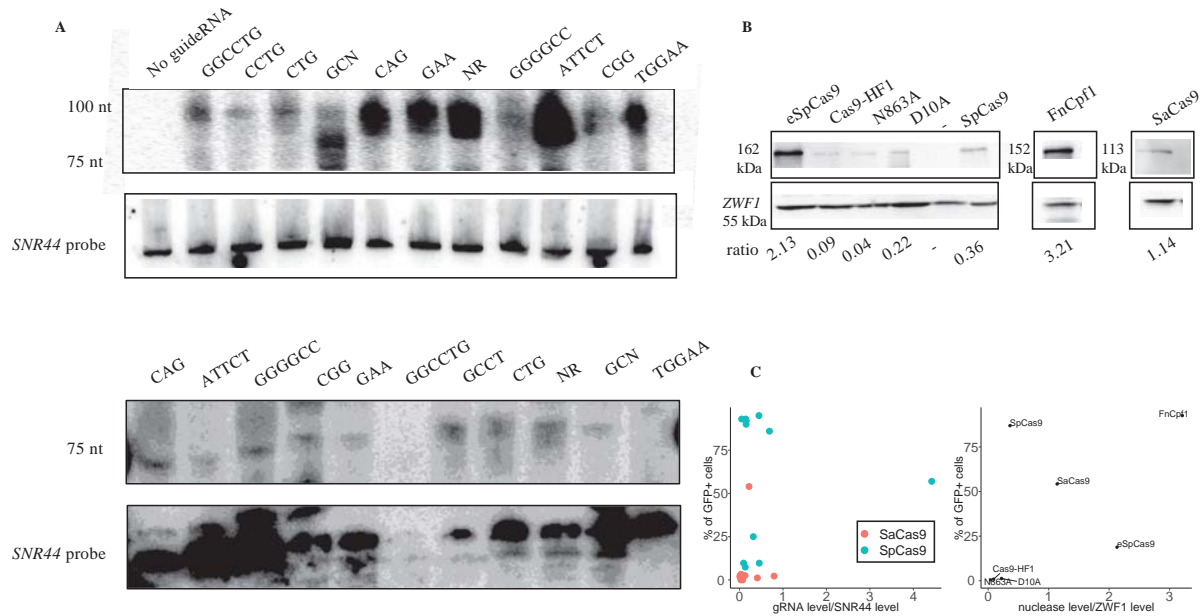 A
No guideRNA GGCCTG CCTG CTG GCN CAG GAA NR GGGGCC ATTCT CGG TGGAA
100 nt
75 nt
SNR44 probe
B
eSpCas9 Cas9-HF1 N863A D10A - SpCas9 FnCpf1 SaCas9
162 kDa 152 kDa 113 kDa
ZWF1
55 kDa
ratio 2.13 0.09 0.04 0.22 - 0.36 3.21 1.14
CAG ATTCT GGGGCC CGG GAA GGCCTG GCCT CTG NR GCN TGGAA
75 nt
SNR44 probe
C
% of GFP+ cells
75
50
25
0
SaCas9
SpCas9
0 1 2 3 4
gRNA level/SNR44 level
% of GFP+ cells
75
50
25
0
FnCpf1
SpCas9
SaCas9
eSpCas9
Cas9-HF1
N863A D10A
0 1 2 3
nuclease level/ZWF1 level